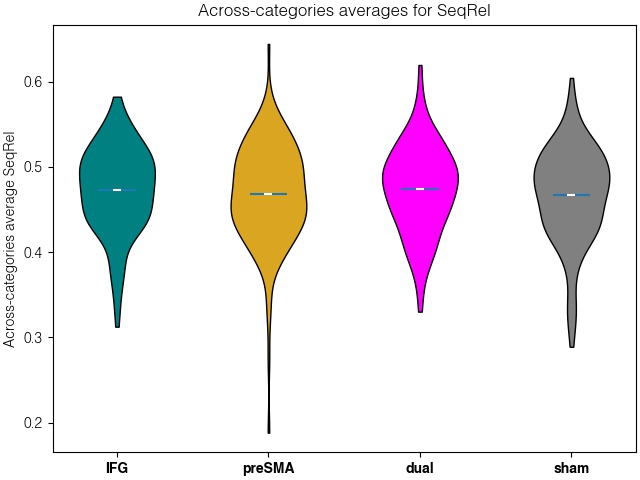 Across-categories averages for SeqRel
Across-categories average SeqRel
0.6
0.5
0.4
0.3
0.2
IFG
preSMA
dual
sham